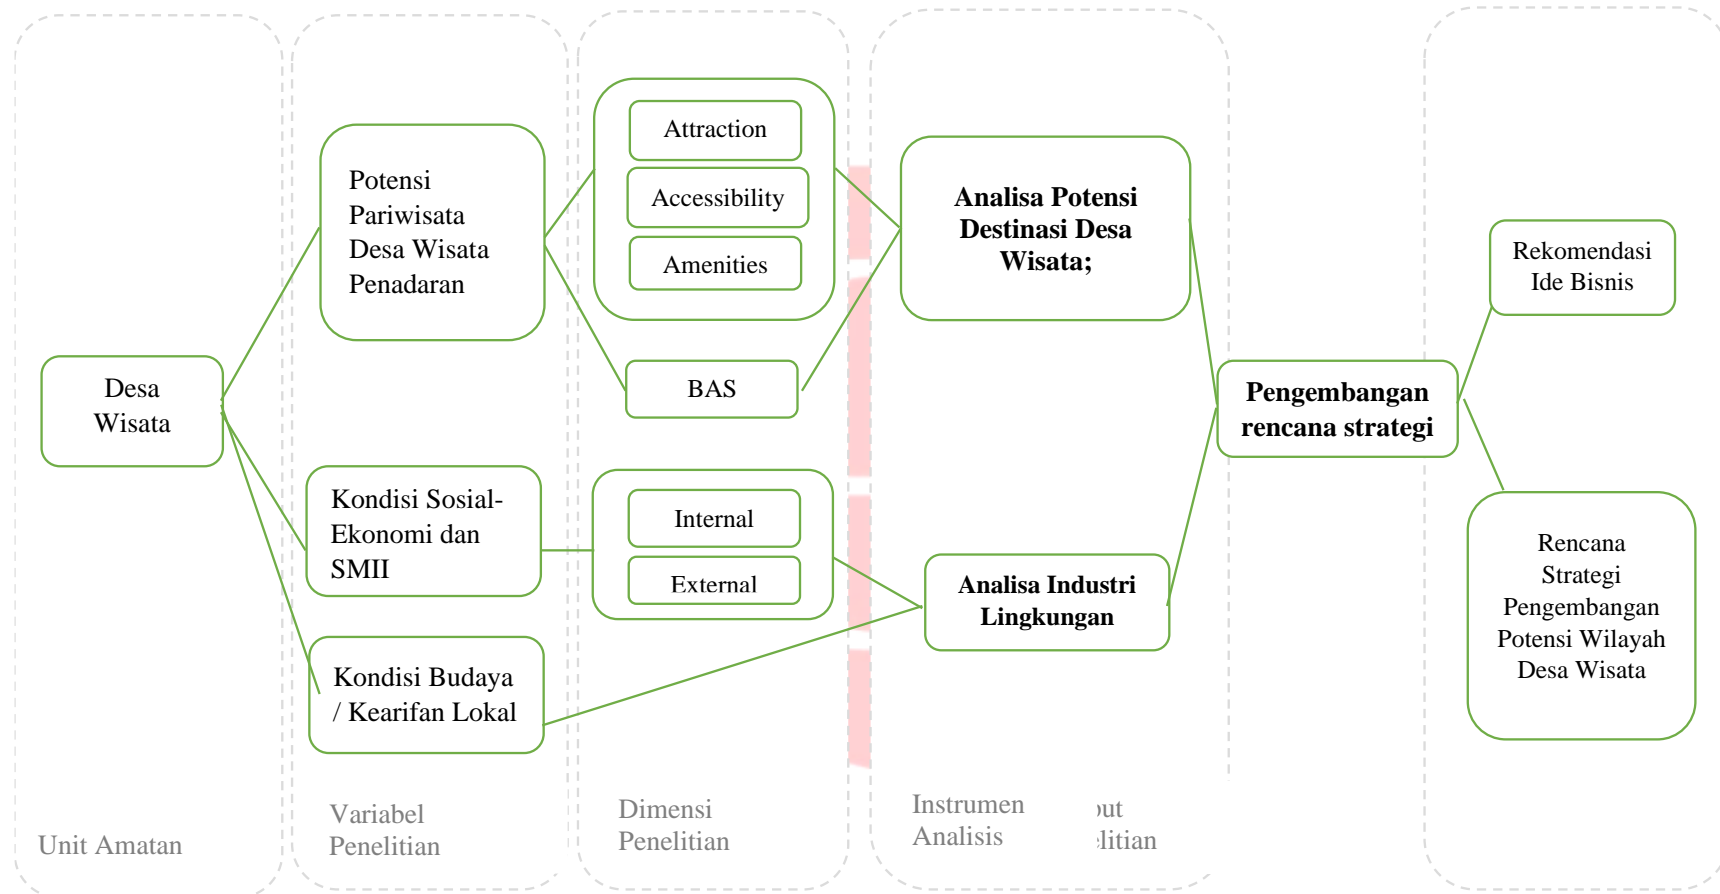 Desa
Wisata
Unit Amatan
Potensi
Pariwisata
Desa Wisata
Penadaran
Kondisi Sosial-
Ekonomi dan
SMII
Kondisi Budaya
/ Kearifan Lokal
Variabel
Penelitian
Attraction
Accessibility
Amenities
BAS
Internal
External
Dimensi
Penelitian
Analisa Potensi
Destinasi Desa
Wisata;
Analisa Industri
Lingkungan
Instrumen
Analisis
Pengembangan
rencana strategi
Rekomendasi
Ide Bisnis
Rencana
Strategi
Pengembangan
Potensi Wilayah
Desa Wisata